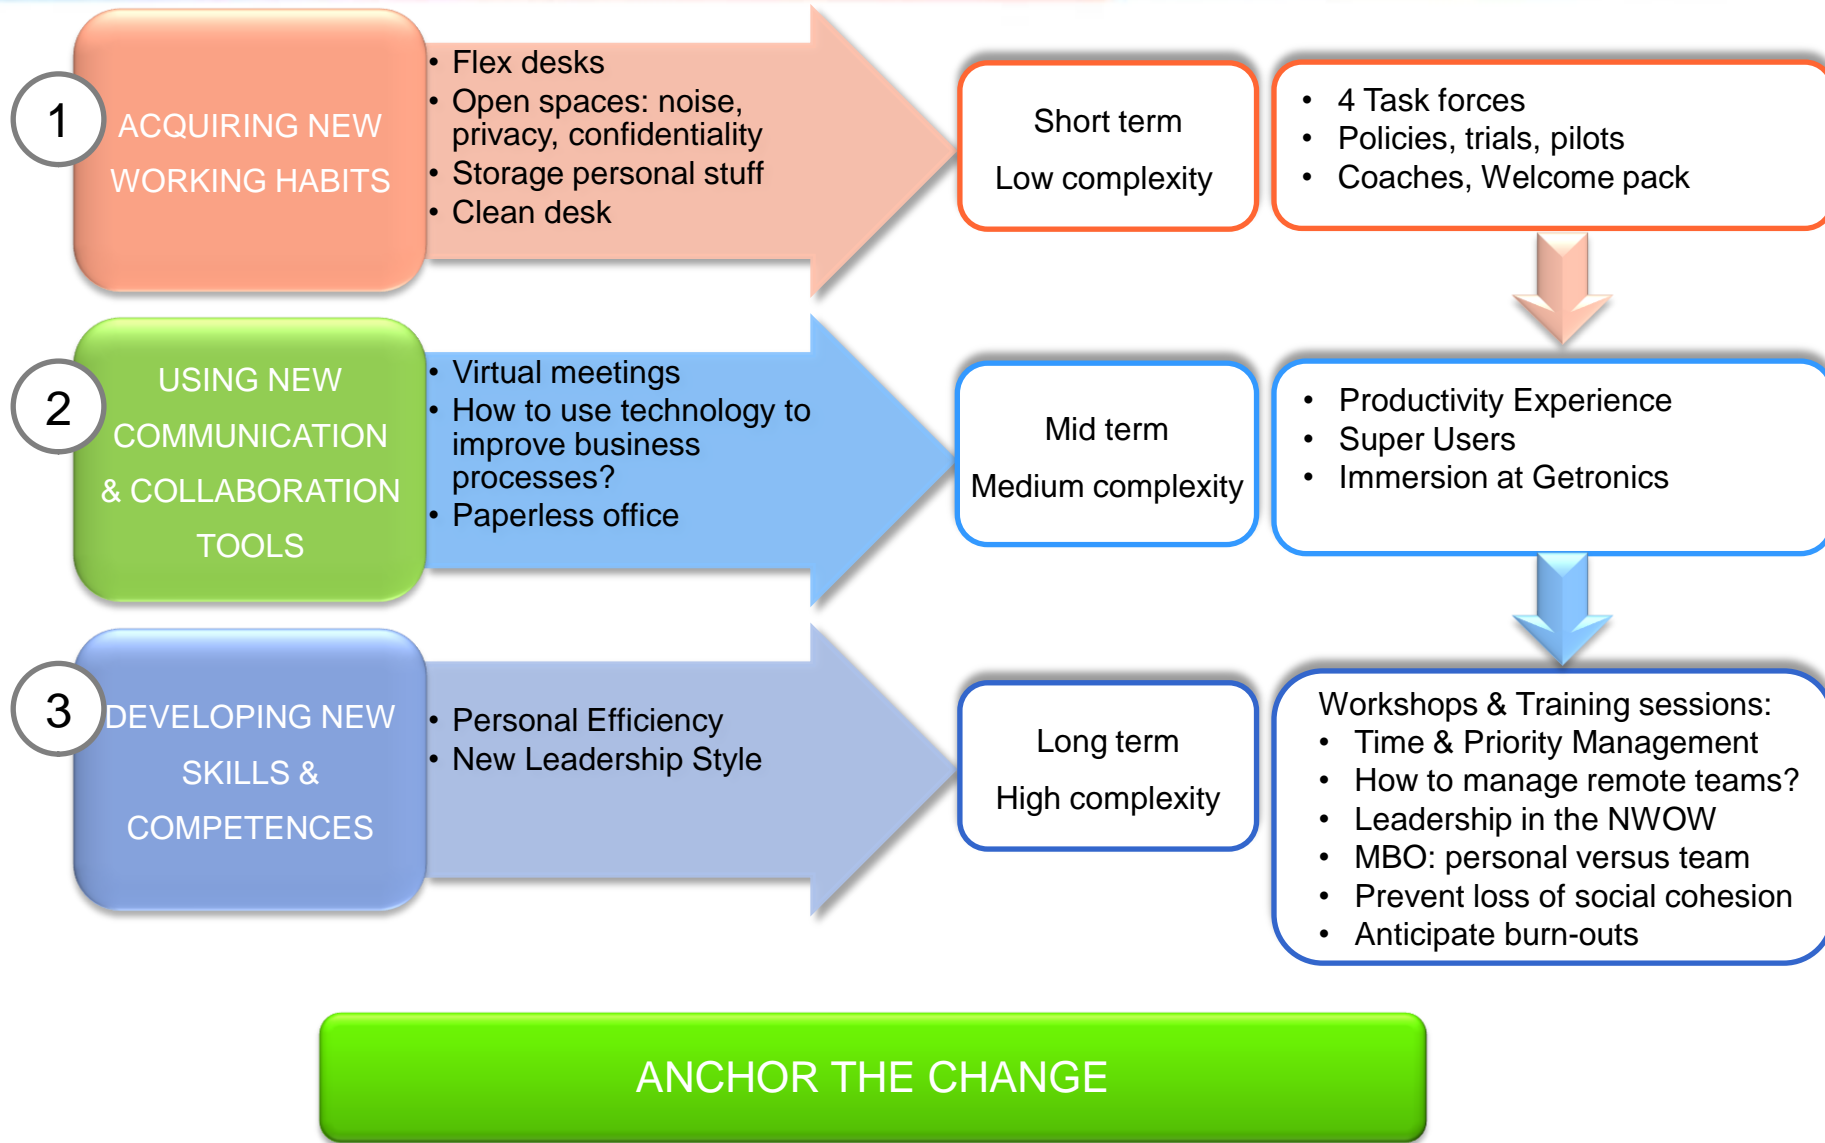 1
ACQUIRING NEW
WORKING HABITS
• Flex desks
• Open spaces: noise,
privacy, confidentiality
• Storage personal stuff
• Clean desk
Short term
Low complexity
• 4 Task forces
• Policies, trials, pilots
• Coaches, Welcome pack
2
USING NEW
COMMUNICATION
& COLLABORATION
TOOLS
• Virtual meetings
• How to use technology to
improve business
processes?
• Paperless office
Mid term
Medium complexity
• Productivity Experience
• Super Users
• Immersion at Getronics
3
DEVELOPING NEW
SKILLS &
COMPETENCES
• Personal Efficiency
• New Leadership Style
Long term
High complexity
Workshops & Training sessions:
• Time & Priority Management
• How to manage remote teams?
• Leadership in the NWOW
• MBO: personal versus team
• Prevent loss of social cohesion
• Anticipate burn-outs
ANCHOR THE CHANGE